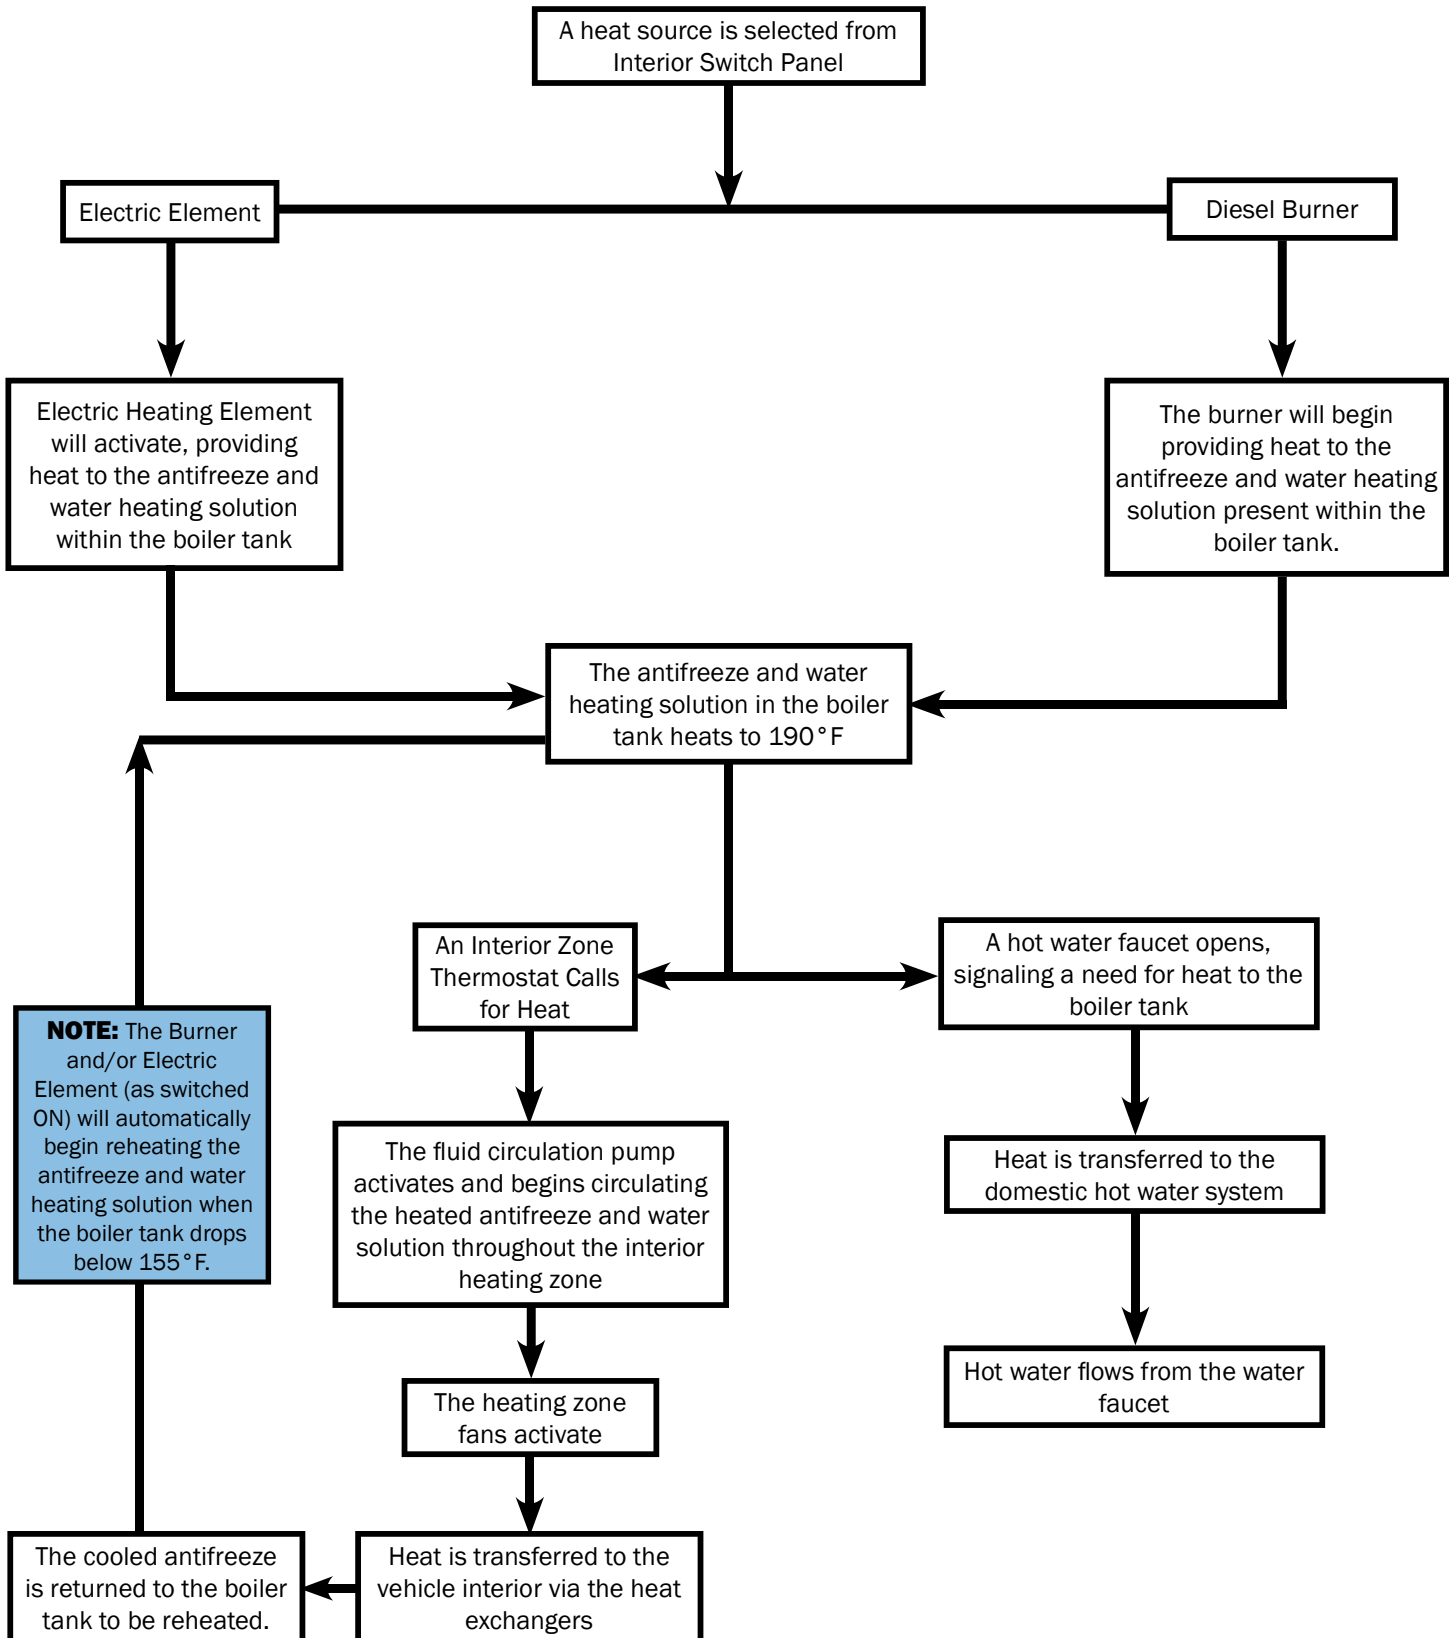 A heat source is selected from
Interior Switch Panel
Electric Element
Diesel Burner
Electric Heating Element
will activate, providing
heat to the antifreeze and
water heating solution
within the boiler tank
The burner will begin
providing heat to the
antifreeze and water heating
solution present within the
boiler tank.
The antifreeze and water
heating solution in the boiler
tank heats to 190°F
An Interior Zone
Thermostat Calls
for Heat
A hot water faucet opens,
signaling a need for heat to the
boiler tank
NOTE: The Burner
and/or Electric
Element (as switched
ON) will automatically
begin reheating the
antifreeze and water
heating solution when
the boiler tank drops
below 155°F.
The fluid circulation pump
activates and begins circulating
the heated antifreeze and water
solution throughout the interior
heating zone
Heat is transferred to the
domestic hot water system
The heating zone
fans activate
Hot water flows from the water
faucet
The cooled antifreeze
is returned to the boiler
tank to be reheated.
Heat is transferred to the
vehicle interior via the heat
exchangers